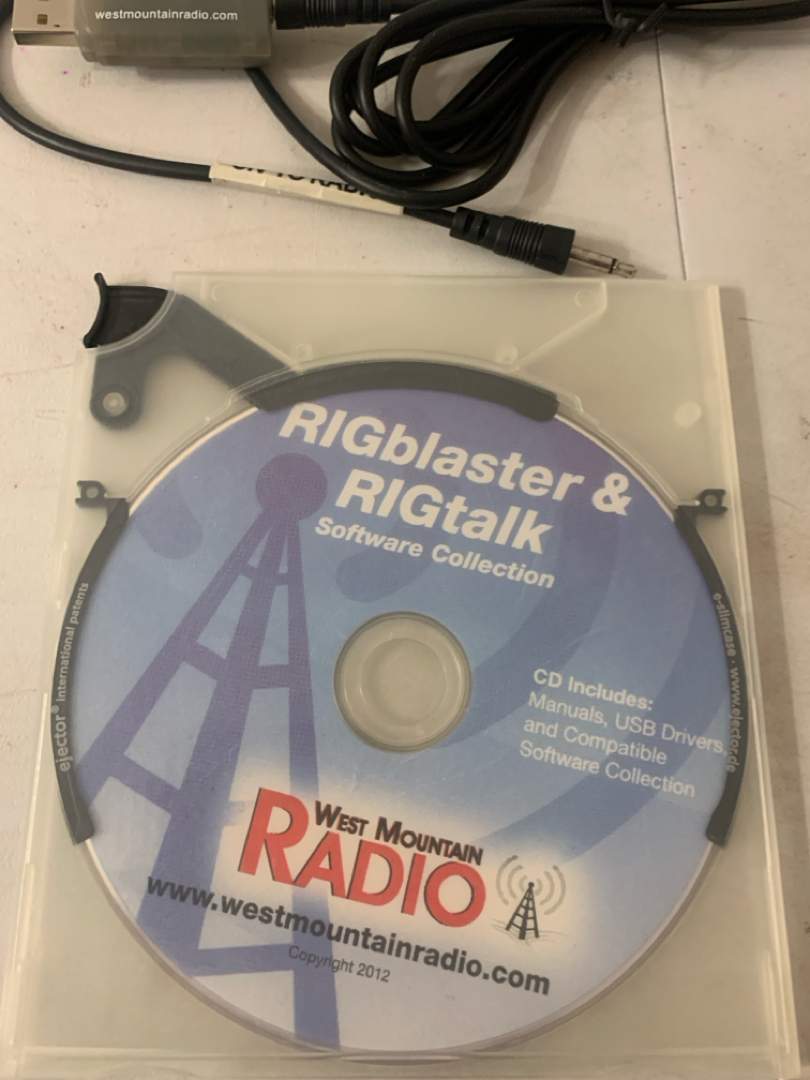 westmountainradio.com
RIGblaster &
RIGtalk
Software Collection
CD Includes:
Manuals, USB Drivers,
and Compatible
Software Collection
WEST MOUNTAIN
RADIO
www.westmountainradio.com
Copyright 2012
ejector® international patents
e-slimcase · www.ejector.de